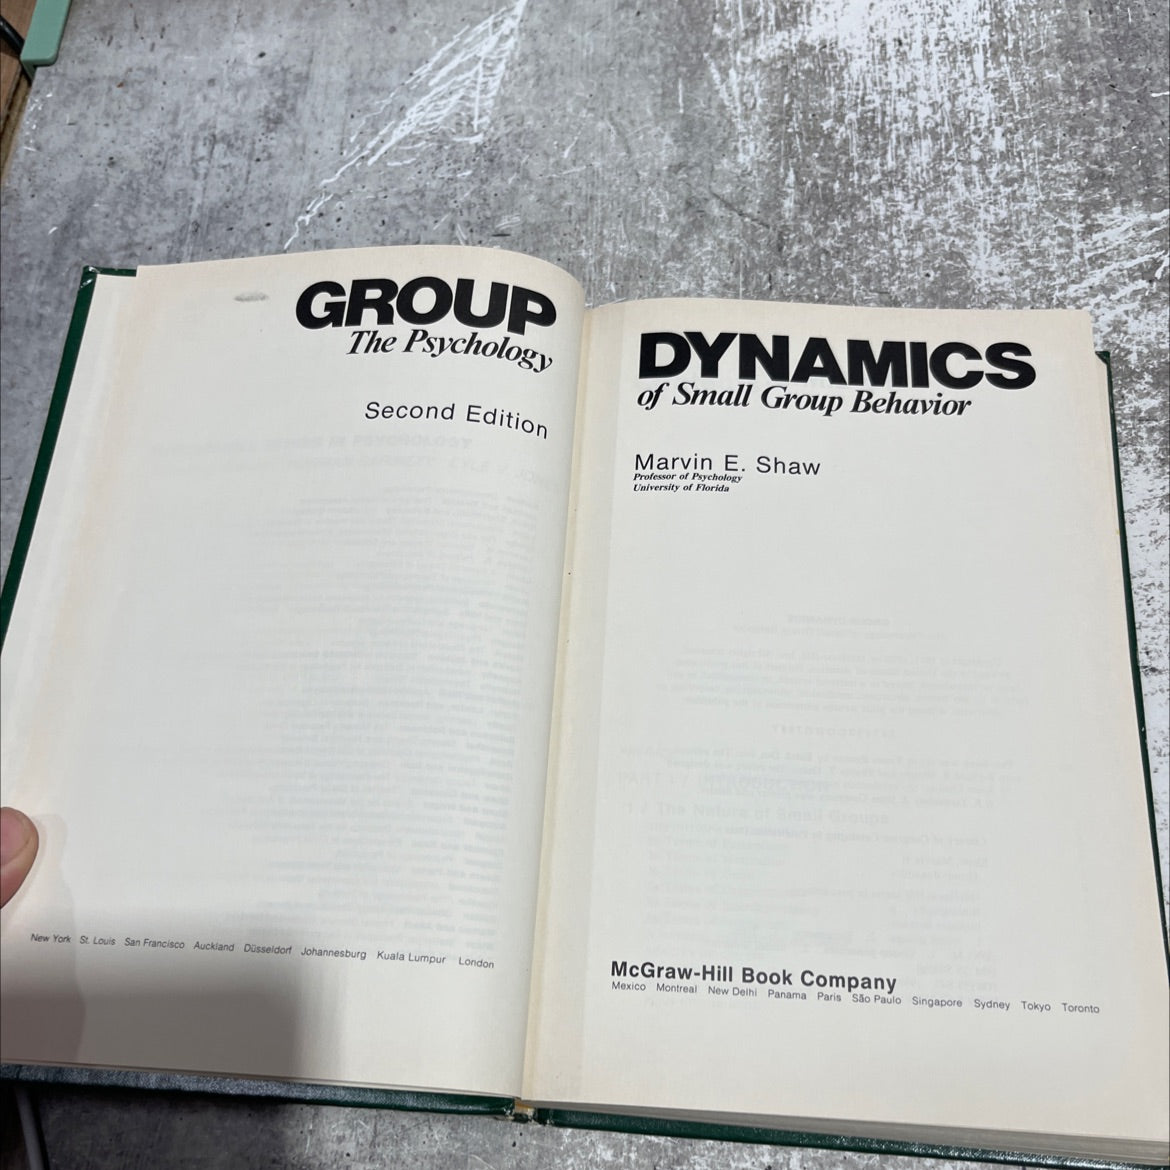 GROUP
The Psychology
Second Edition
New York St. Louis San Francisco Auckland Düsseldorf Johannesburg Kuala Lumpur London
DYNAMICS
of Small Group Behavior
Marvin E. Shaw
Professor of Psychology
University of Florida
McGraw-Hill Book Company
Mexico Montreal New Delhi Panama Paris São Paulo Singapore Sydney Tokyo Toronto